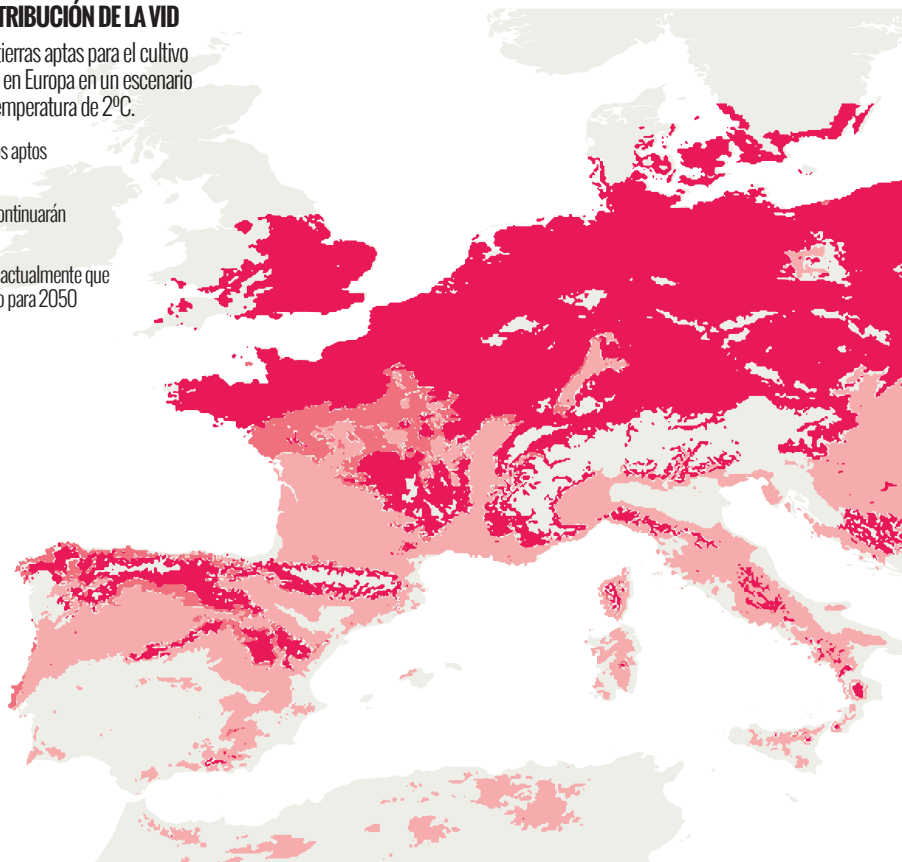 TRIBUCIÓN DE LA VID
tierras aptas para el cultivo
en Europa en un escenario
emperatura de 2ºC.
os aptos
ontinuarán
actualmente que
o para 2050